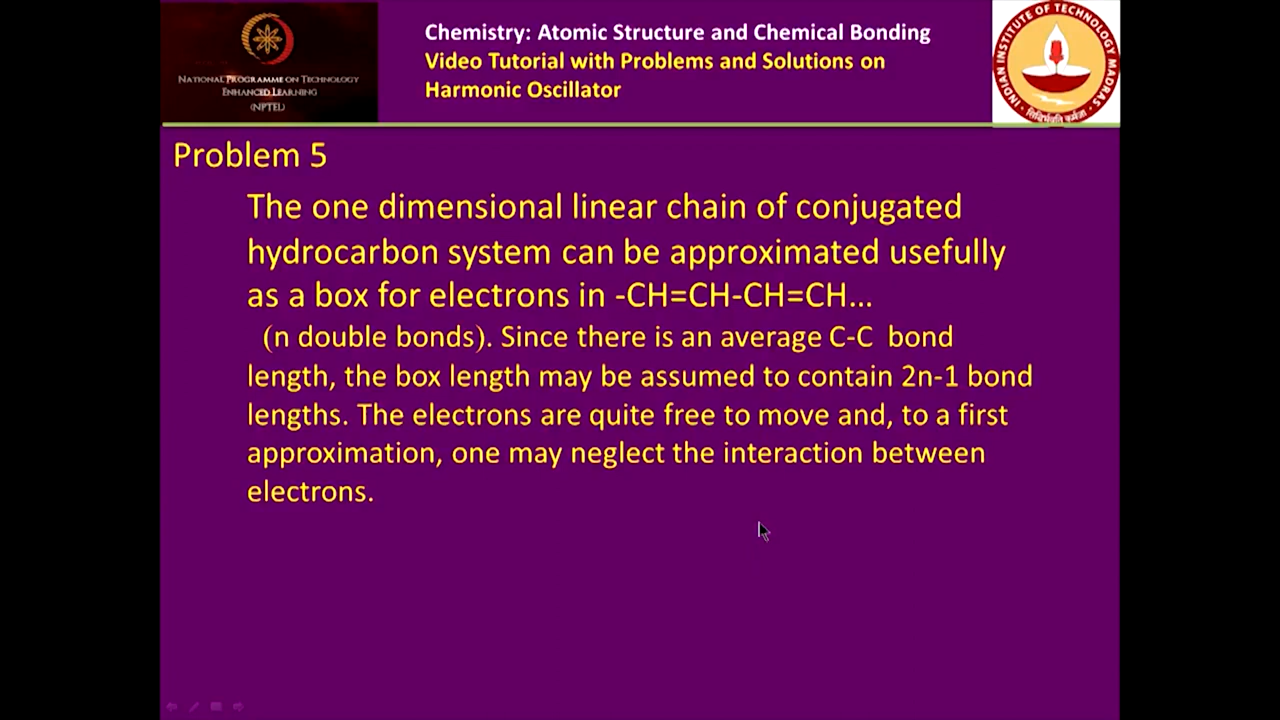 NATIONAL PROGRAMME ON TECHNOLOGY
ENHANCED LEARNING
(NPTEL)
Chemistry: Atomic Structure and Chemical Bonding
Video Tutorial with Problems and Solutions on
Harmonic Oscillator
INDIAN INSTITUTE OF TECHNOLOGY MADRAS
सिद्धिर्भवति कर्मजा
Problem 5
The one dimensional linear chain of conjugated
hydrocarbon system can be approximated usefully
as a box for electrons in -CH=CH-CH=CH...
(n double bonds). Since there is an average C-C bond
length, the box length may be assumed to contain 2n-1 bond
lengths. The electrons are quite free to move and, to a first
approximation, one may neglect the interaction between
electrons.